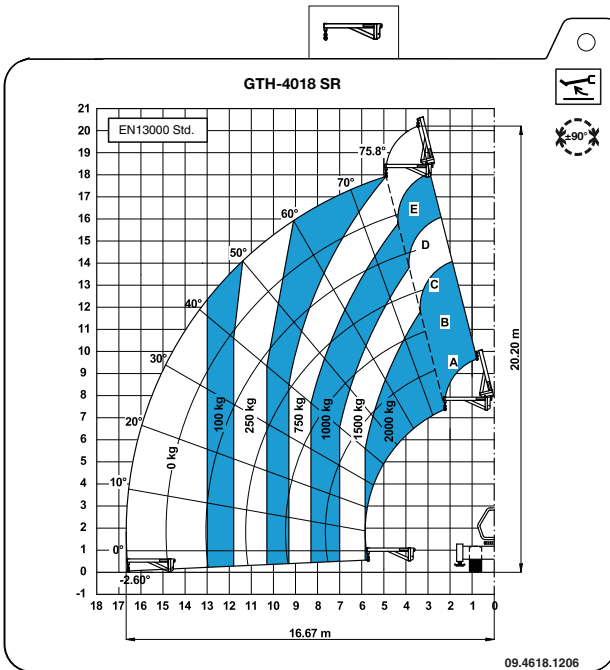 GTH-4018 SR
EN13000 Std.
±90°
21
20
19
18
17
16
15
14
13
12
11
10
9
8
7
6
5
4
3
2
1
0
-1
75.8°
70°
60°
50°
40°
30°
20°
10°
0°
-2.60°
E
D
C
B
A
0 kg
100 kg
250 kg
750 kg
1000 kg
1500 kg
2000 kg
20.20 m
18 17 16 15 14 13 12 11 10 9 8 7 6 5 4 3 2 1 0
16.67 m
09.4618.1206